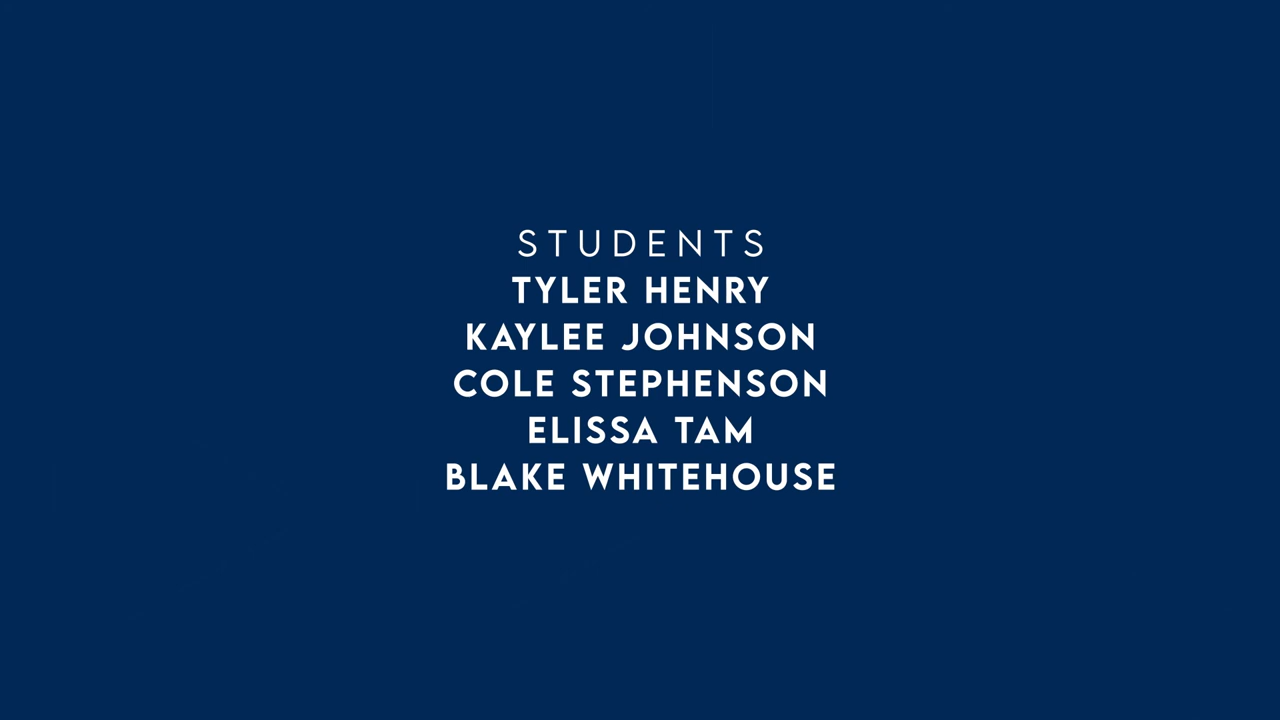 STUDENTS
TYLER HENRY
KAYLEE JOHNSON
COLE STEPHENSON
ELISSA TAM
BLAKE WHITEHOUSE